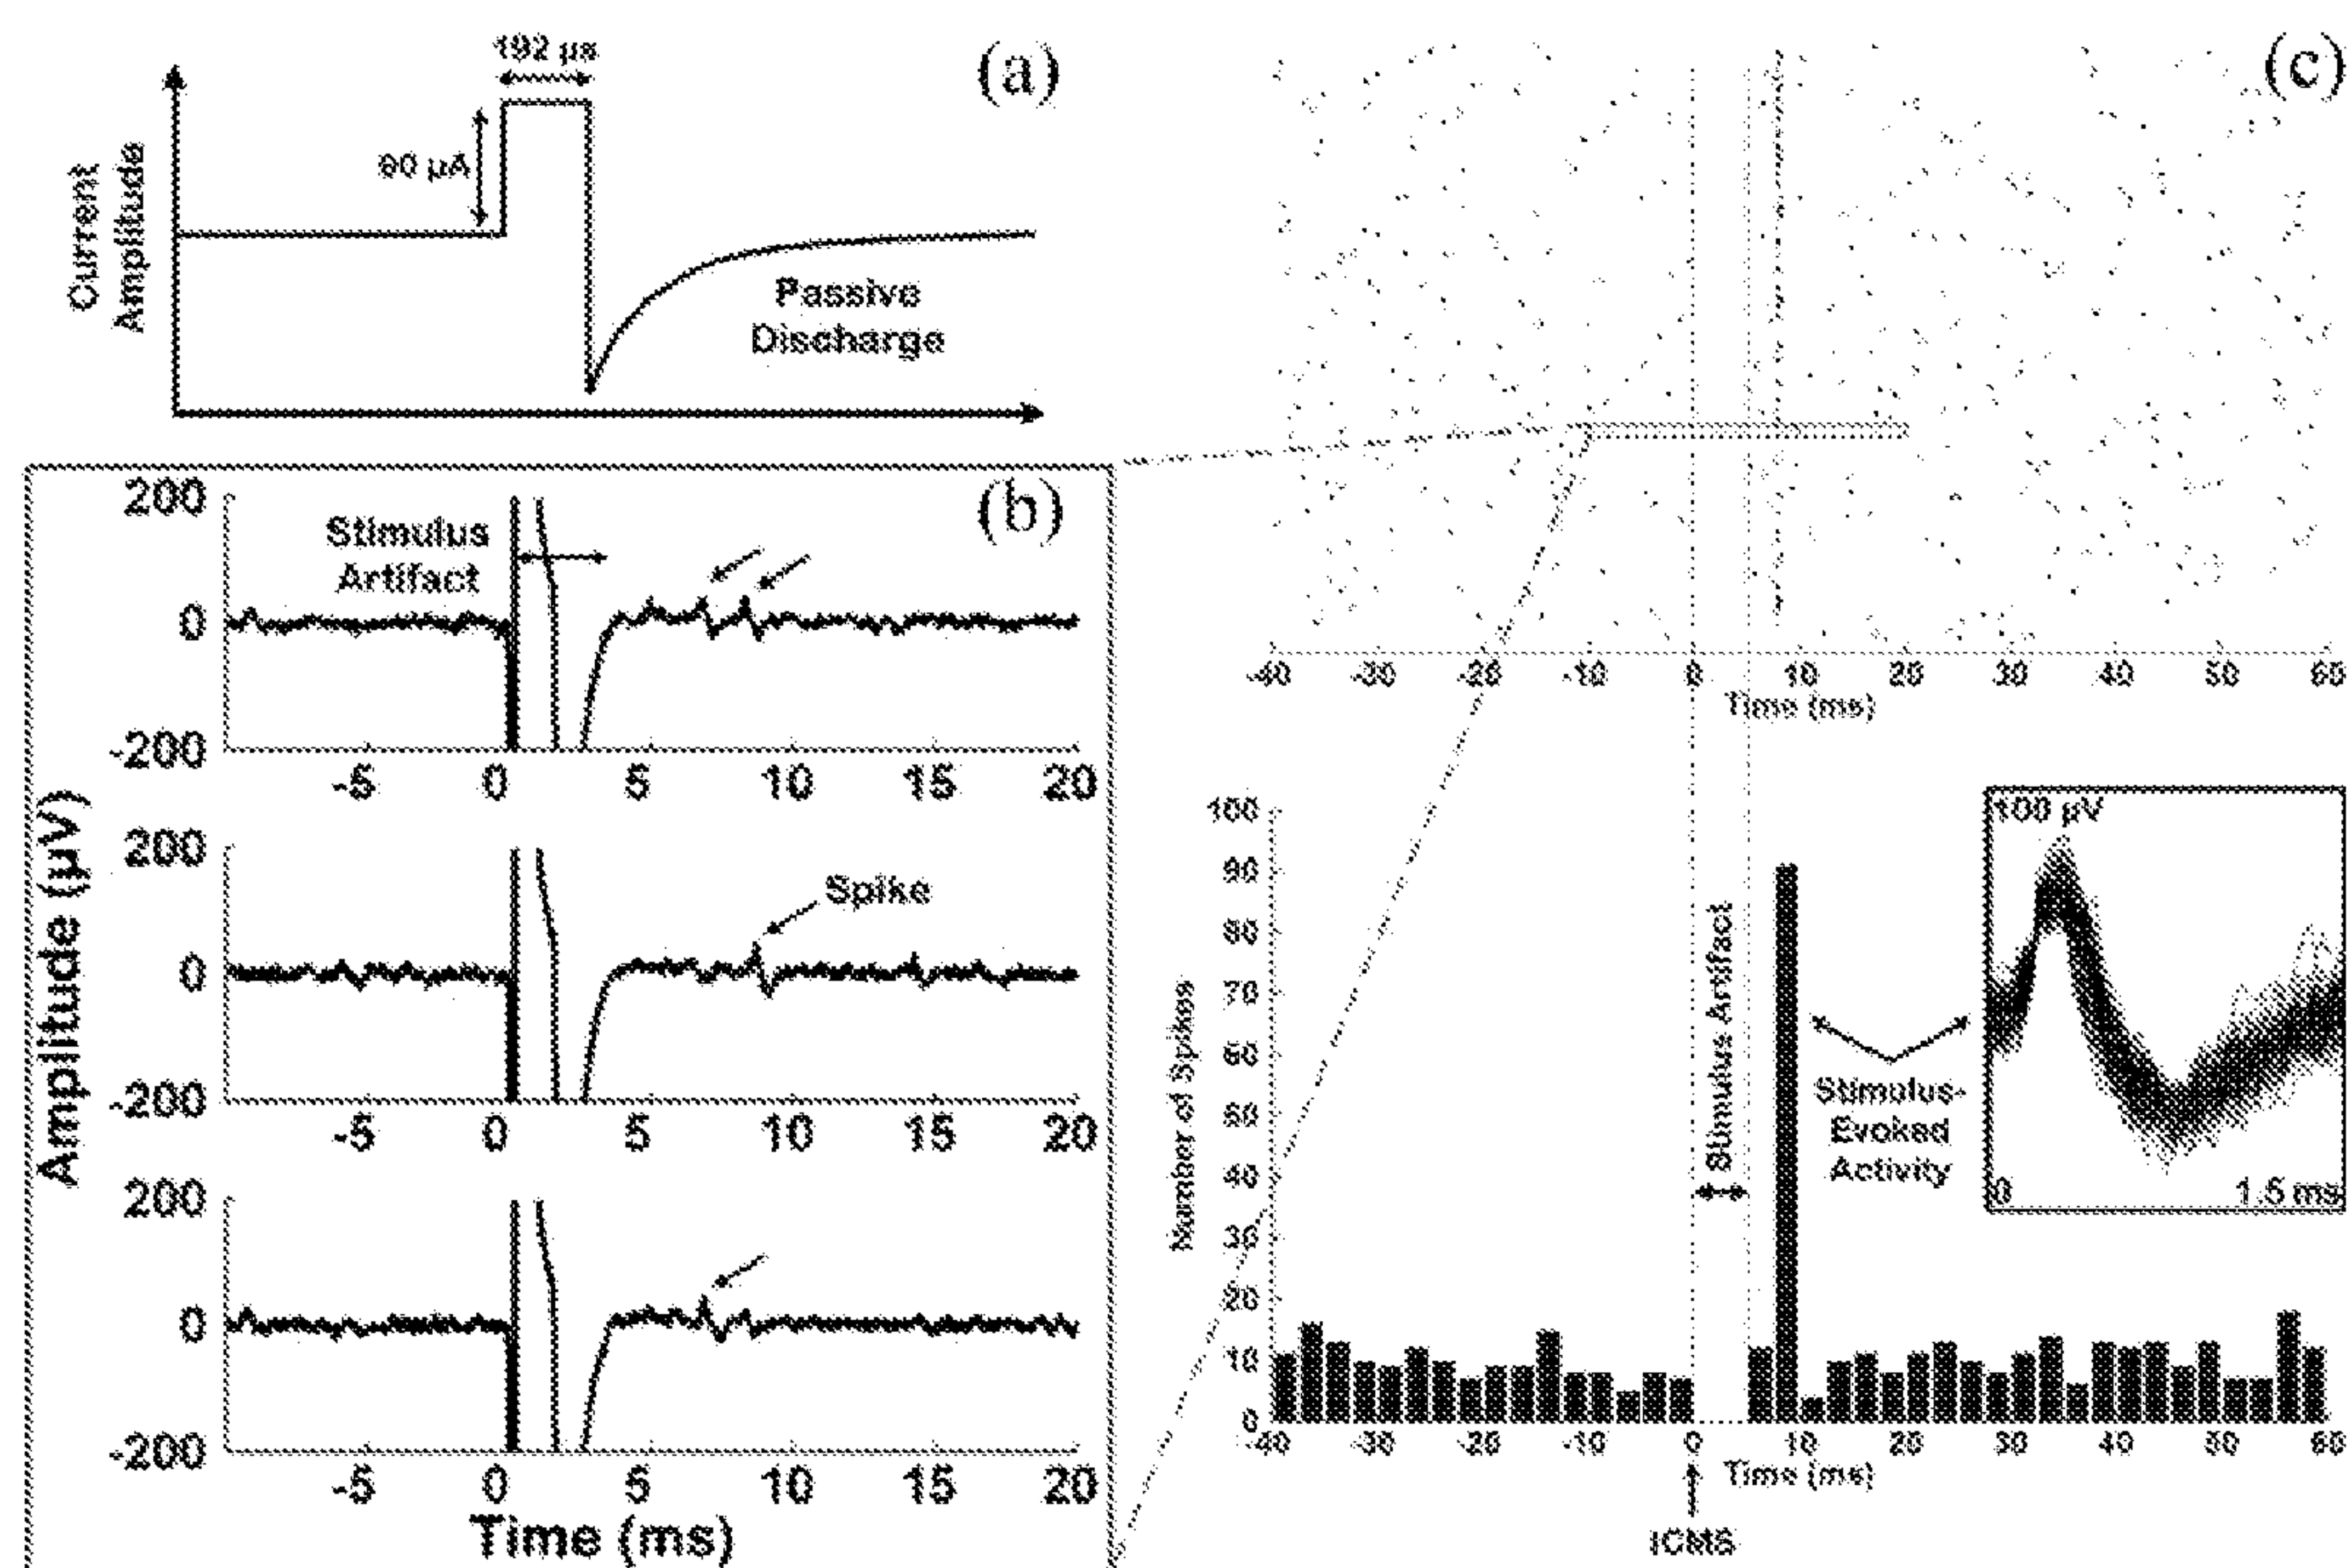 (a)
192 µs
Current
Amplitude
Passive
Discharge
(b)
Amplitude (µV)
200
Stimulus
Artifact
0
-200
-5
0
5
10
15
20
200
Spike
0
-200
-5
0
5
10
15
20
200
0
-200
-5
0
5
10
15
20
Time (ms)
(c)
-40
-30
-20
-10
0
10
20
30
40
50
60
Time (ms)
Number of Spikes
100
90
80
70
60
50
40
30
20
10
0
Stimulus Artifact
Stimulus-
Evoked
Activity
100 µV
0
1.5 ms
-40
-30
-20
-10
0
10
20
30
40
50
60
Time (ms)
ICMS